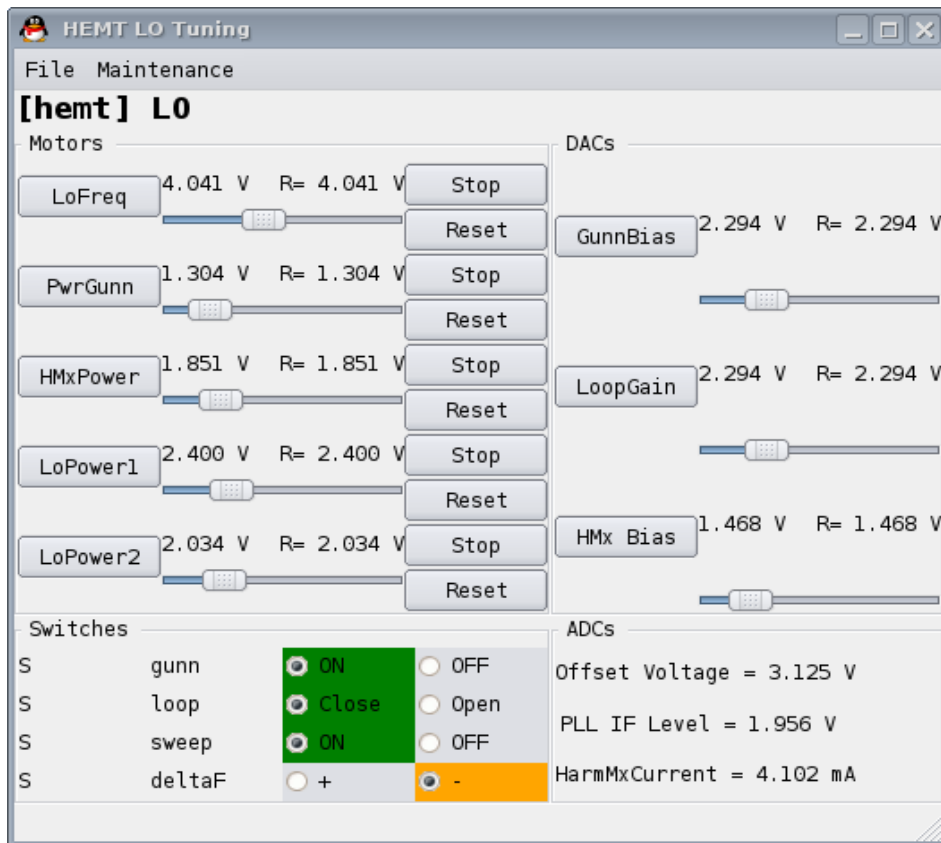 HEMT LO Tuning
File Maintenance
[hemt] LO
Motors
LoFreq 4.041 V R= 4.041 V Stop
Reset
PwrGunn 1.304 V R= 1.304 V Stop
Reset
HMxPower 1.851 V R= 1.851 V Stop
Reset
LoPower1 2.400 V R= 2.400 V Stop
Reset
LoPower2 2.034 V R= 2.034 V Stop
Reset
DACs
GunnBias 2.294 V R= 2.294 V
LoopGain 2.294 V R= 2.294 V
HMx Bias 1.468 V R= 1.468 V
Switches
S gunn ON OFF
S loop Close Open
S sweep ON OFF
S deltaF + -
ADCs
Offset Voltage = 3.125 V
PLL IF Level = 1.956 V
HarmMxCurrent = 4.102 mA